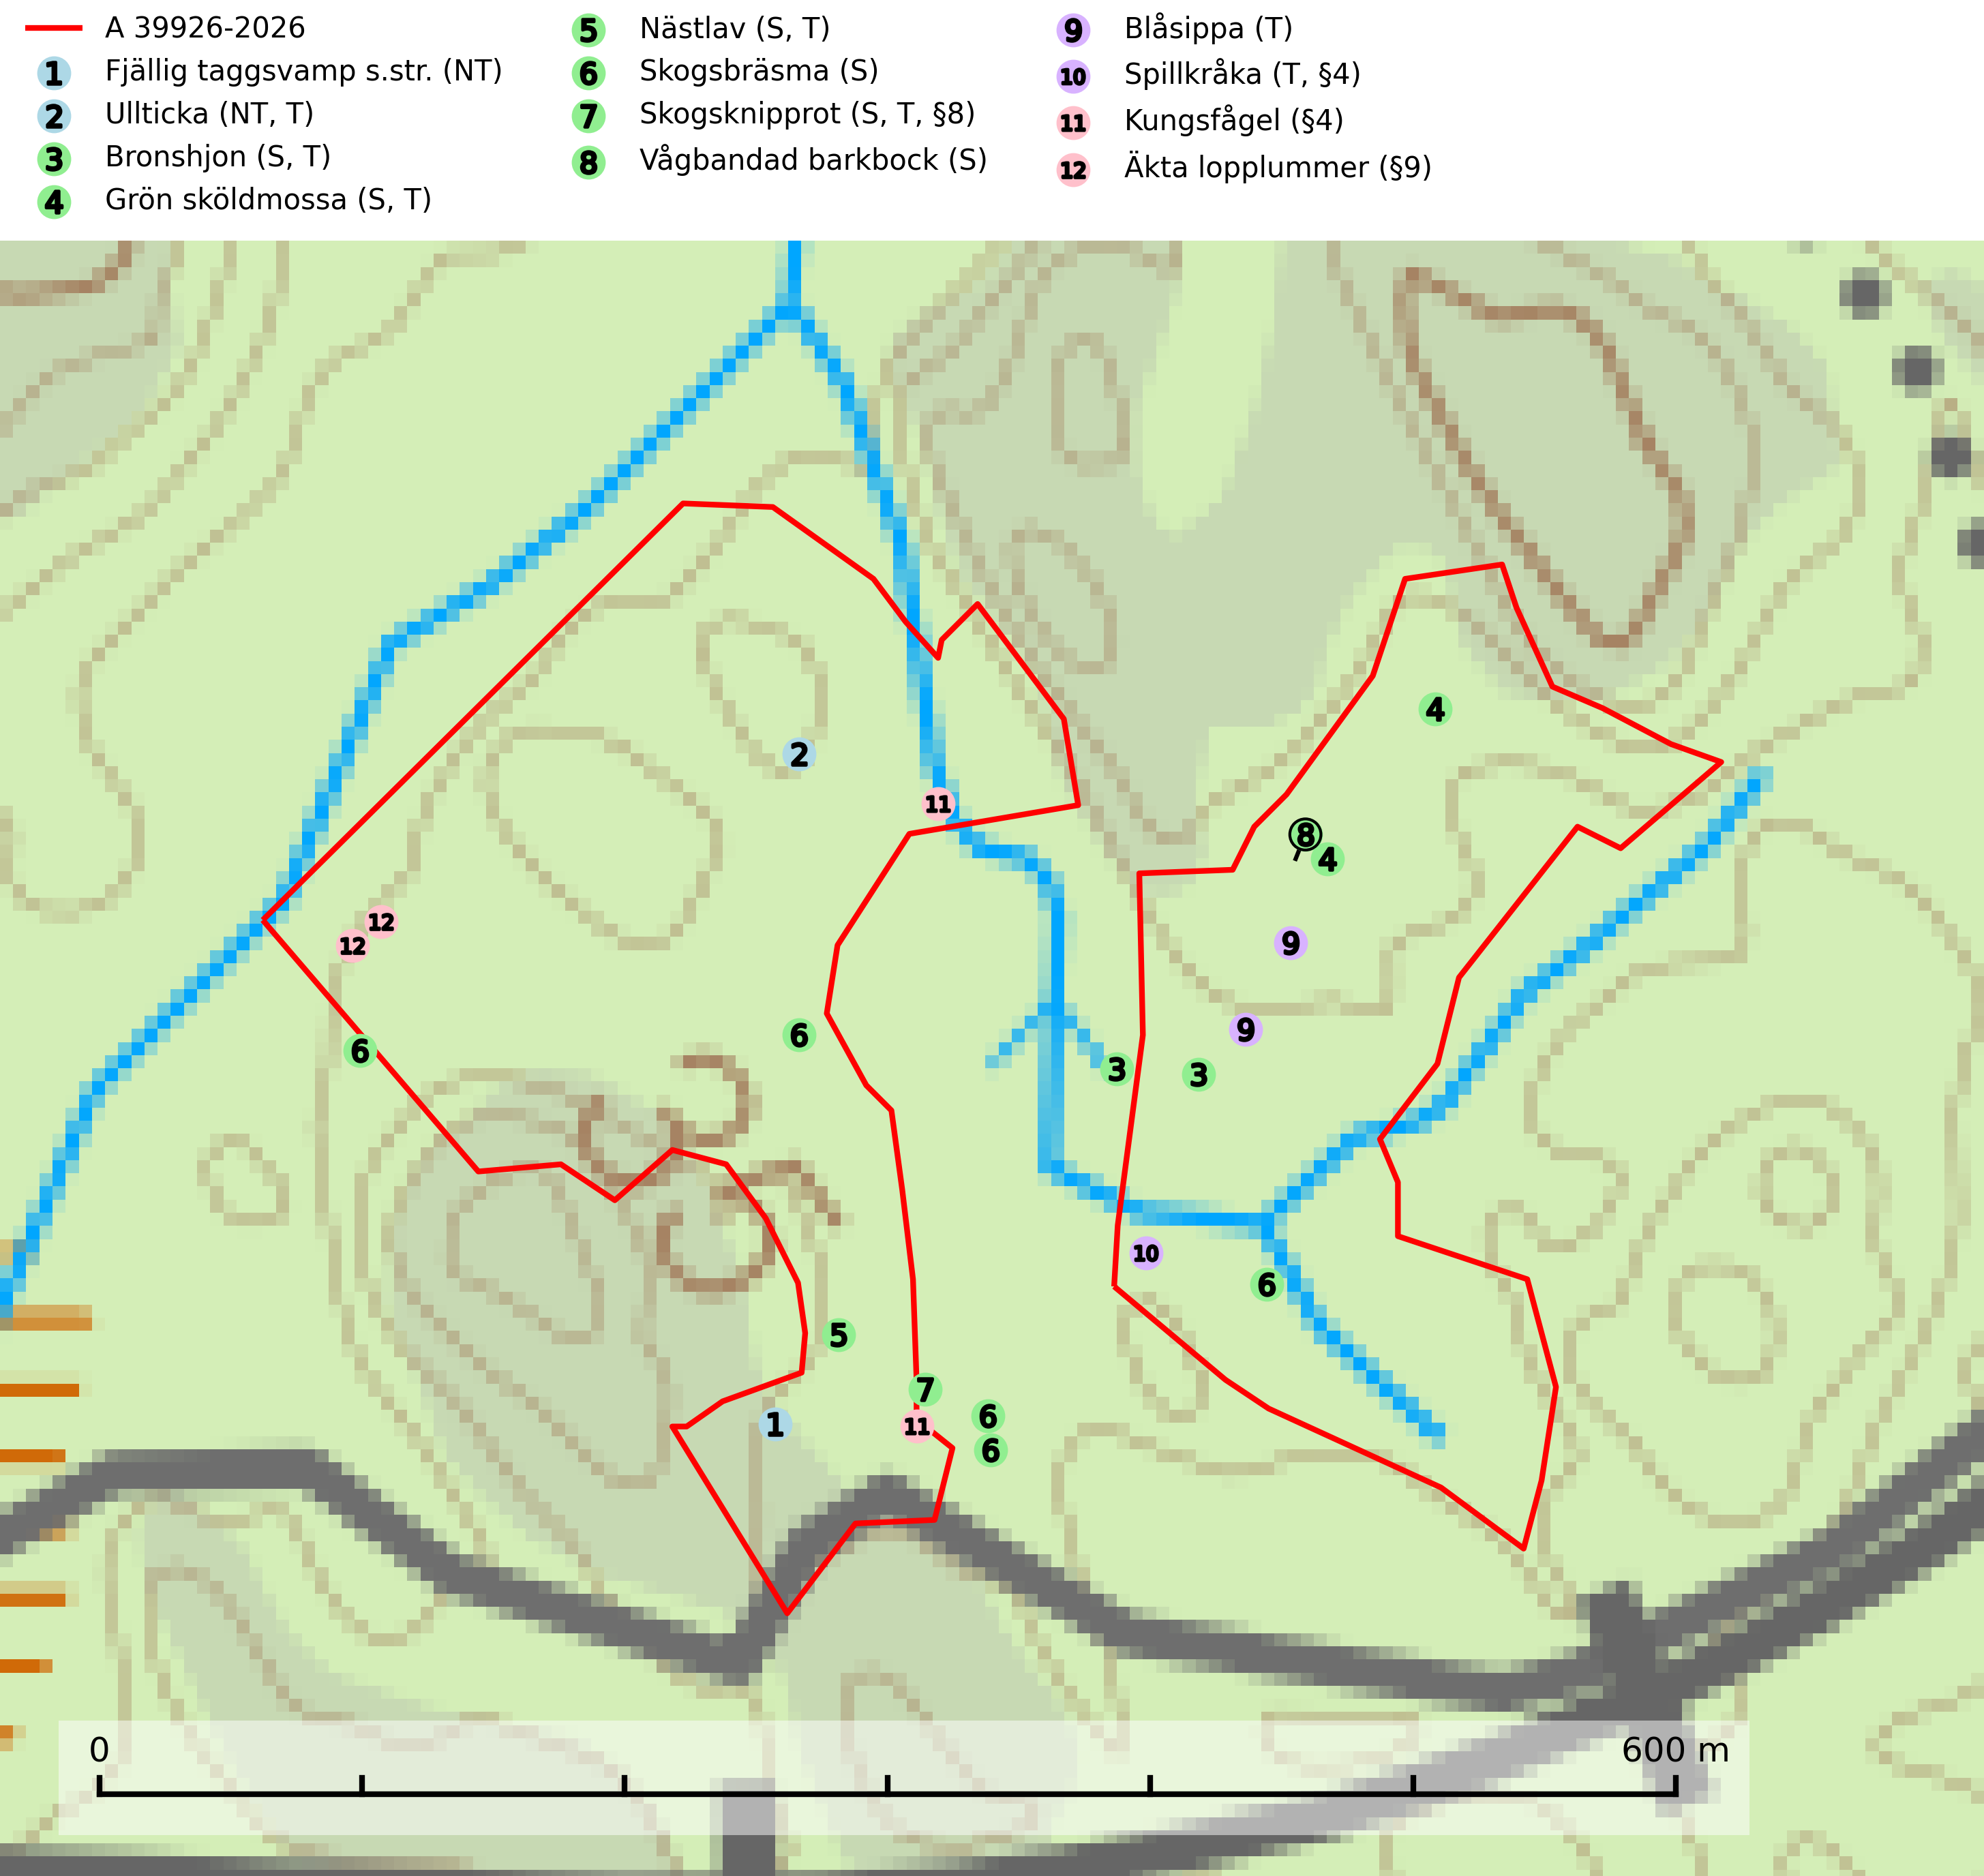 A 39926-2026
1 Fjällig taggsvamp s.str. (NT)
2 Ullticka (NT, T)
3 Bronshjon (S, T)
4 Grön sköldmossa (S, T)
5 Nästlav (S, T)
6 Skogsbräsma (S)
7 Skogsknipprot (S, T, §8)
8 Vågbandad barkbock (S)
9 Blåsippa (T)
10 Spillkråka (T, §4)
11 Kungsfågel (§4)
12 Äkta lopplummer (§9)
4
2
11
8
4
12
12
9
9
6
6
3
3
10
6
5
7
6
1
11
6
0
600 m